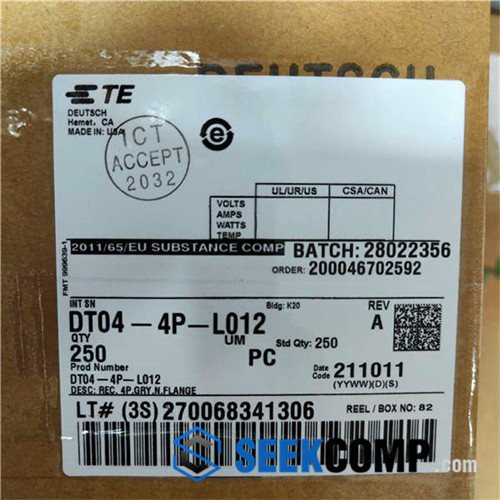 DEUTSCH
TE
DEUTSCH
Hemet, CA
MADE IN: USA
ICT
ACCEPT
2032
e
UL/UR/US CSA/CAN
VOLTS
AMPS
WATTS
TEMP
2011/65/EU SUBSTANCE COMP
BATCH: 28022356
ORDER: 200046702592
FMT 999639-1
INT SN
Bldg: K20
REV
DT04-4P-L012
A
QTY
UM
Std Qty: 250
250
PC
Prod Number
Date Code 211011
(YYWW)(D)(S)
DT04-4P-L012
DESC: REC, 4P,GRY,N,FLANGE
LT# (3S) 270068341306
REEL / BOX NO: 82
SEEKCOMP.com